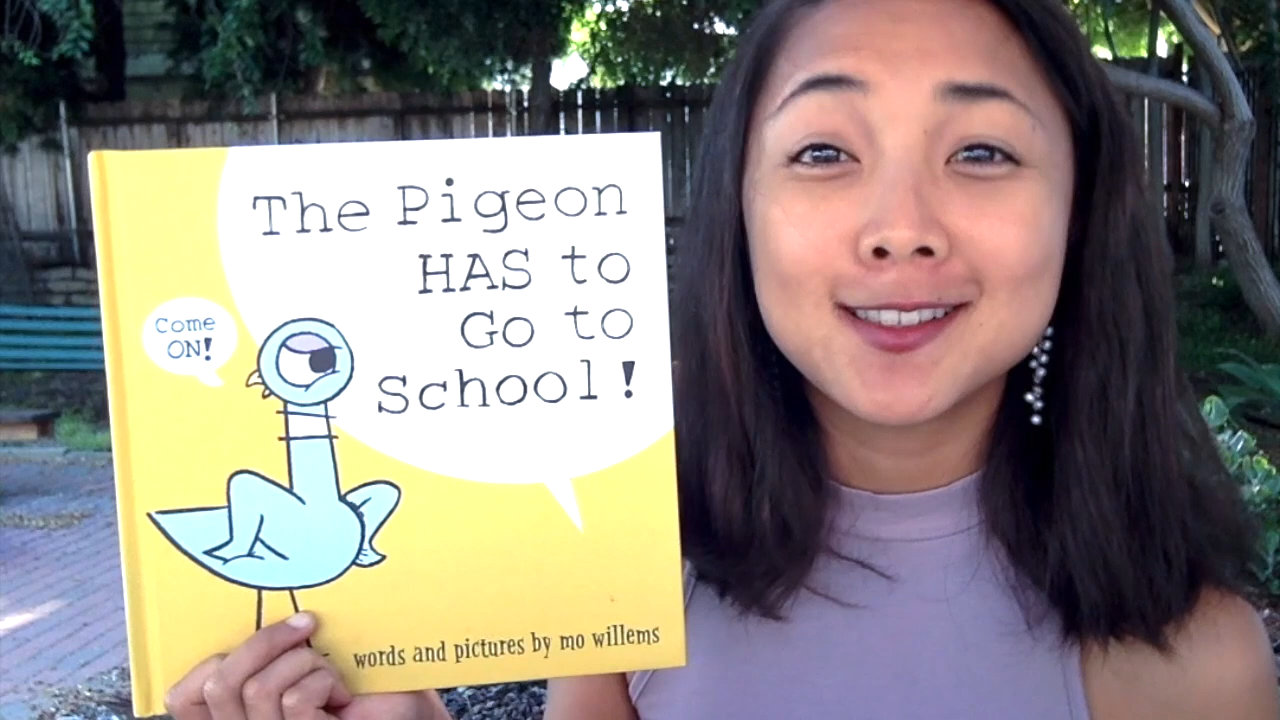 The Pigeon
HAS to
Go to
School!
Come
ON!
words and pictures by mo willems